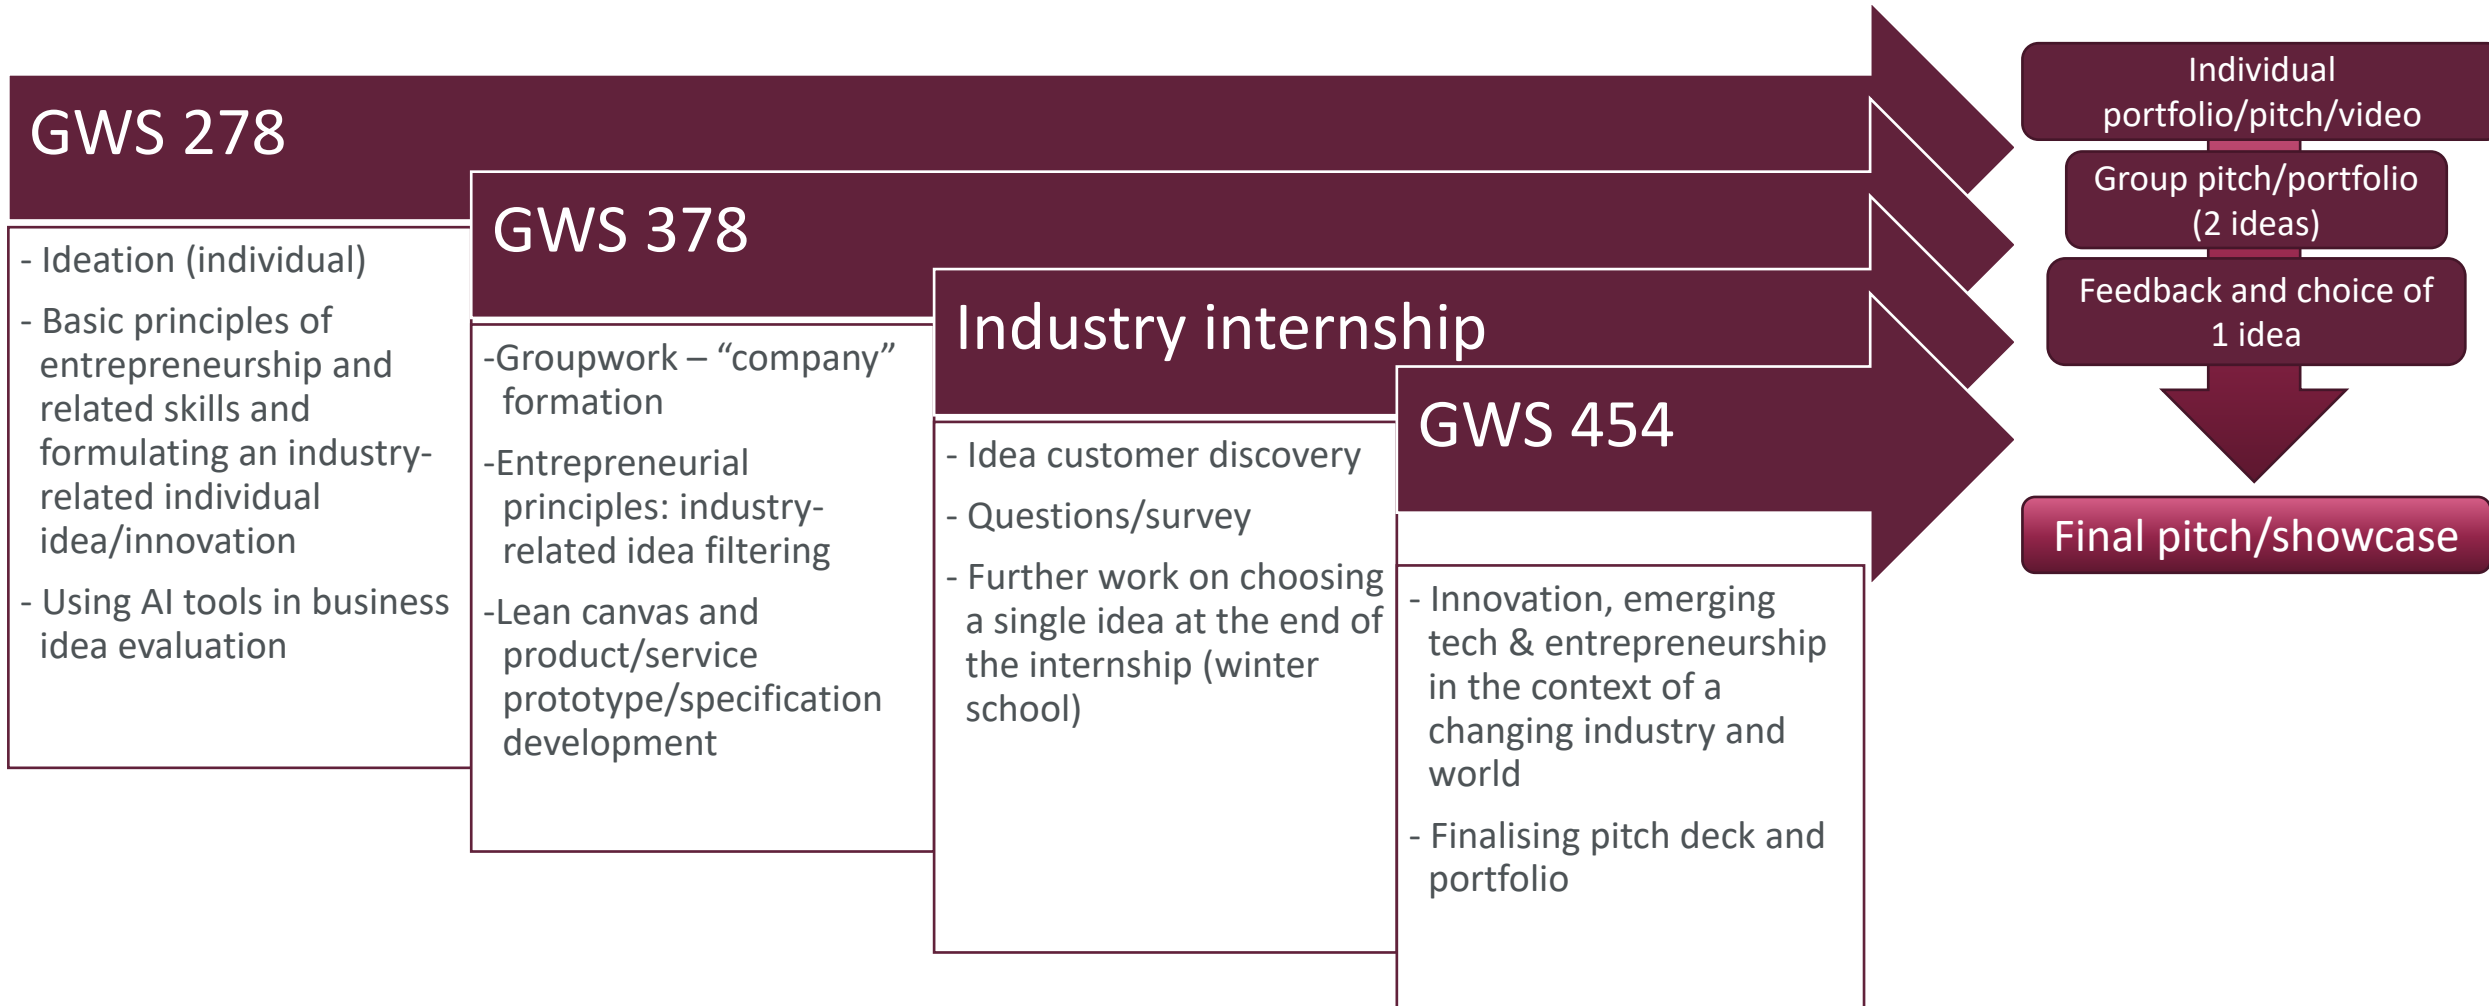 GWS 278
- Ideation (individual)
- Basic principles of
entrepreneurship and
related skills and
formulating an industry-
related individual
idea/innovation
- Using AI tools in business
idea evaluation
GWS 378
-Groupwork – “company”
formation
-Entrepreneurial
principles: industry-
related idea filtering
-Lean canvas and
product/service
prototype/specification
development
Industry internship
- Idea customer discovery
- Questions/survey
- Further work on choosing
a single idea at the end of
the internship (winter
school)
GWS 454
- Innovation, emerging
tech & entrepreneurship
in the context of a
changing industry and
world
- Finalising pitch deck and
portfolio
Individual
portfolio/pitch/video
Group pitch/portfolio
(2 ideas)
Feedback and choice of
1 idea
Final pitch/showcase